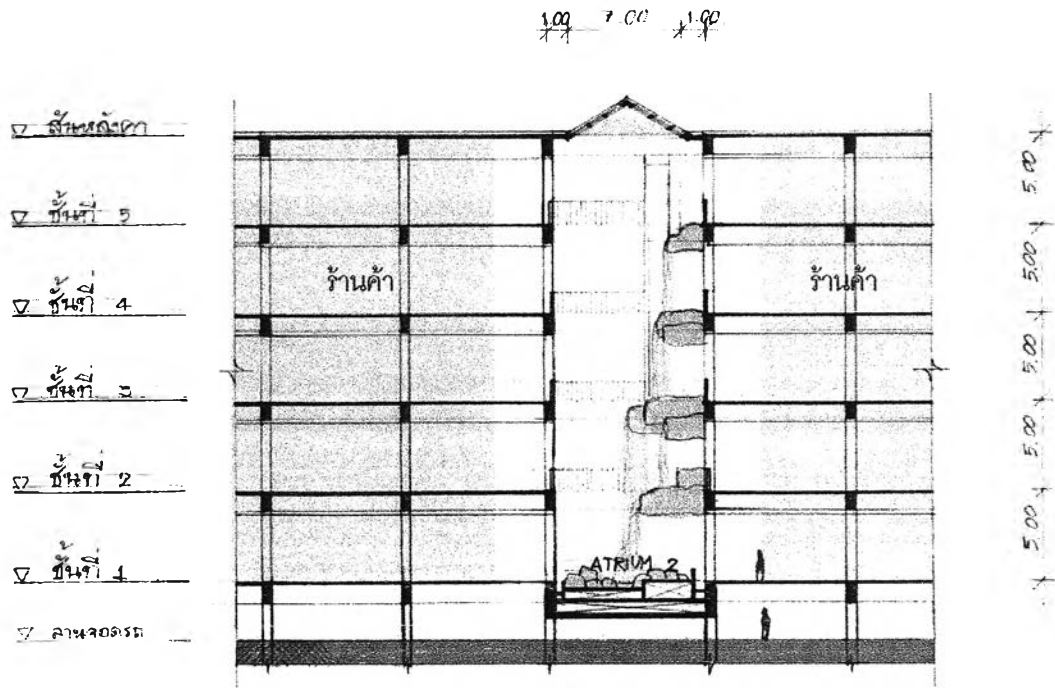 1.00 7.00 1.00
สันหลังคา
ชั้นที่ 5
ร้านค้า ร้านค้า
ชั้นที่ 4
ชั้นที่ 3
ชั้นที่ 2
ATRIUM 2
ชั้นที่ 1
ลานจอดรถ
5.00
5.00
5.00
5.00
5.00